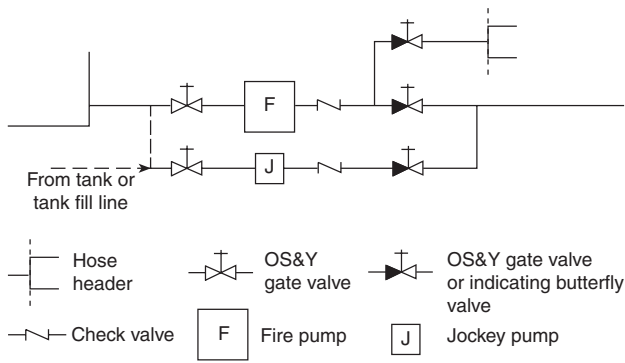 F
J
From tank or
tank fill line
Hose
header
OS&Y
gate valve
OS&Y gate valve
or indicating butterfly
valve
Check valve
F
Fire pump
J
Jockey pump